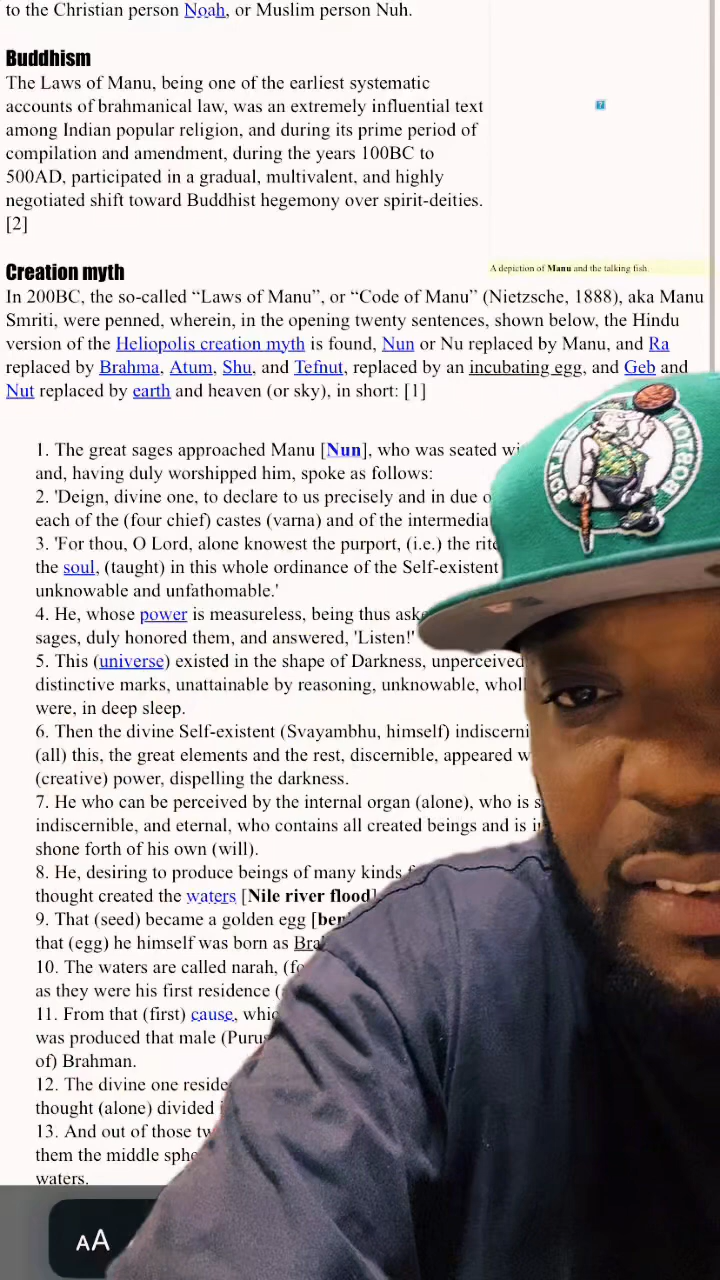 to the Christian person Noah, or Muslim person Nuh.
Buddhism
The Laws of Manu, being one of the earliest systematic
accounts of brahmanical law, was an extremely influential text
among Indian popular religion, and during its prime period of
compilation and amendment, during the years 100BC to
500AD, participated in a gradual, multivalent, and highly
negotiated shift toward Buddhist hegemony over spirit-deities.
[2]
A depiction of Manu and the talking fish.
Creation myth
In 200BC, the so-called “Laws of Manu”, or “Code of Manu” (Nietzsche, 1888), aka Manu
Smriti, were penned, wherein, in the opening twenty sentences, shown below, the Hindu
version of the Heliopolis creation myth is found, Nun or Nu replaced by Manu, and Ra
replaced by Brahma, Atum, Shu, and Tefnut, replaced by an incubating egg, and Geb and
Nut replaced by earth and heaven (or sky), in short: [1]
1. The great sages approached Manu [Nun], who was seated
and, having duly worshipped him, spoke as follows:
2. 'Deign, divine one, to declare to us precisely and in due
each of the (four chief) castes (varna) and of the
3. 'For thou, O Lord, alone knowest the purport, (i.e.) the
the soul, (taught) in this whole ordinance of the Self-existent
unknowable and unfathomable.'
4. He, whose power is measureless, being thus
sages, duly honored them, and answered, 'Listen!'
5. This (universe) existed in the shape of Darkness, unperceived
distinctive marks, unattainable by reasoning, unknowable,
were, in deep sleep.
6. Then the divine Self-existent (Svayambhu, himself)
(all) this, the great elements and the rest, discernible, appeared
(creative) power, dispelling the darkness.
7. He who can be perceived by the internal organ (alone), who is
indiscernible, and eternal, who contains all created beings and is
shone forth of his own (will).
8. He, desiring to produce beings of many kinds
thought created the waters [Nile river flood]
9. That (seed) became a golden egg
that (egg) he himself was born as
10. The waters are called narah,
as they were his first residence
11. From that (first) cause,
was produced that male
of) Brahman.
12. The divine one
thought (alone) divided
13. And out of those
them the middle
waters.
BOSTON
CELTICS
AA